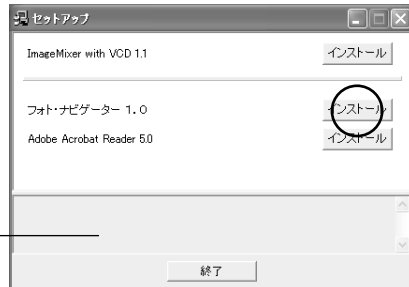 セットアップ
ImageMixer with VCD 1.1
インストール
フォト・ナビゲーター 1.0
インストール
Adobe Acrobat Reader 5.0
インストール
終了